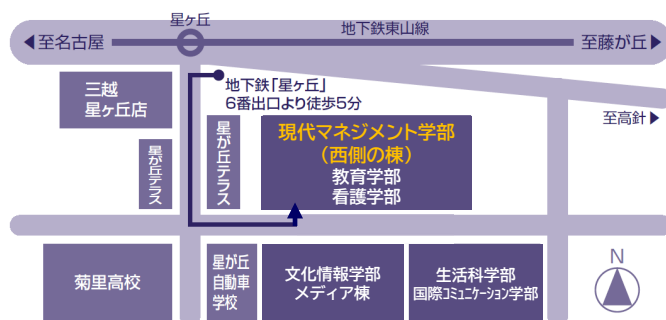 星ヶ丘
地下鉄東山線
◀至名古屋
至藤が丘▶
三越
星ヶ丘店
地下鉄「星ヶ丘」
6番出口より徒歩5分
至高針▶
星が丘テラス
星が丘テラス
現代マネジメント学部
(西側の棟)
教育学部
看護学部
菊里高校
星が丘
自動車
学校
文化情報学部
メディア棟
生活科学部
国際コミュニケーション学部
N